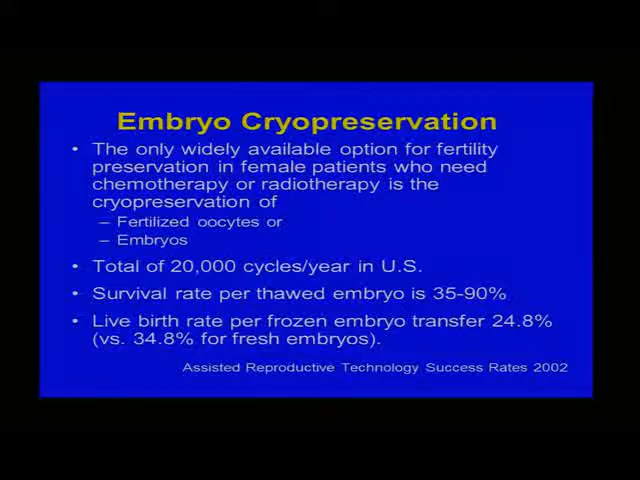 Embryo Cryopreservation
• The only widely available option for fertility
preservation in female patients who need
chemotherapy or radiotherapy is the
cryopreservation of
– Fertilized oocytes or
– Embryos
• Total of 20,000 cycles/year in U.S.
• Survival rate per thawed embryo is 35-90%
• Live birth rate per frozen embryo transfer 24.8%
(vs. 34.8% for fresh embryos).
Assisted Reproductive Technology Success Rates 2002